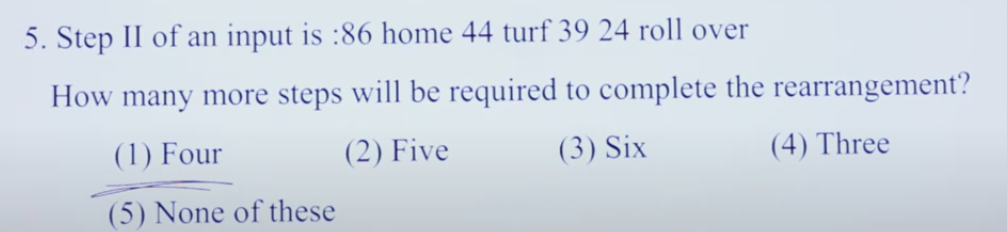 5. Step II of an input is :86 home 44 turf 39 24 roll over
How many more steps will be required to complete the rearrangement?
(1) Four (2) Five (3) Six (4) Three
(5) None of these